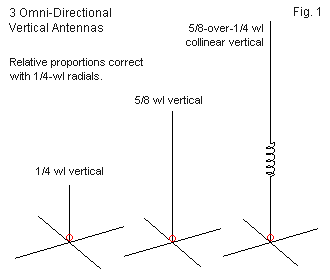 3 Omni-Directional
Vertical Antennas
Relative proportions correct
with 1/4-wl radials.
5/8-over-1/4 wl
collinear vertical
Fig. 1
5/8 wl vertical
1/4 wl vertical